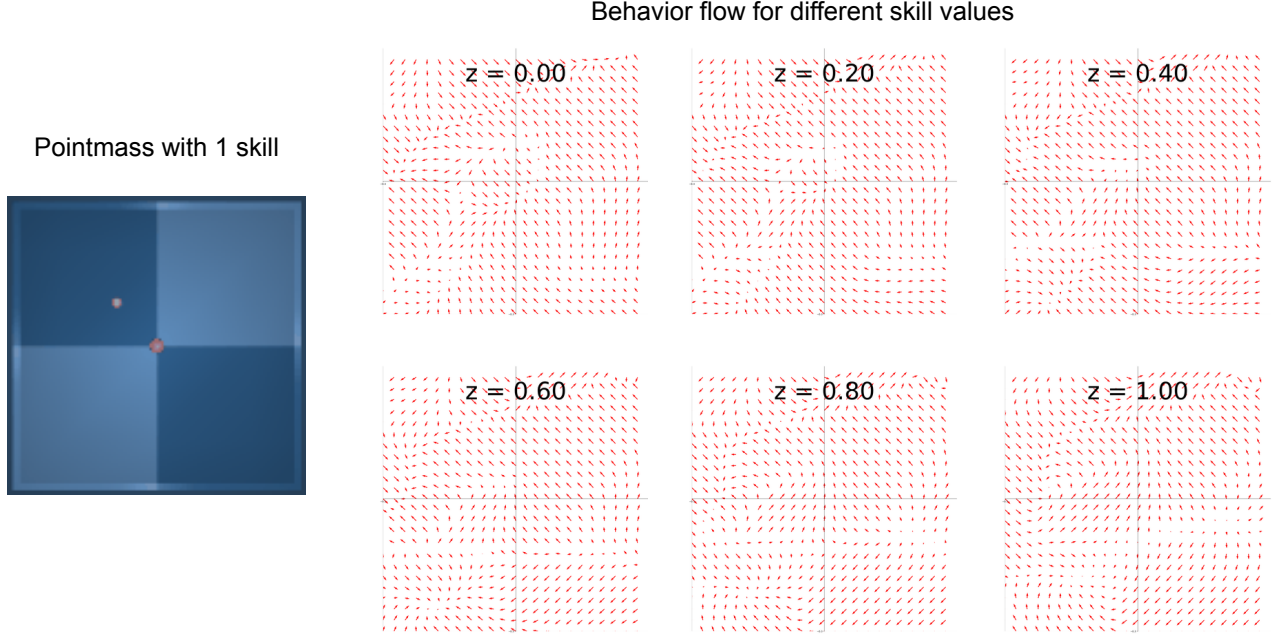 Behavior flow for different skill values
Pointmass with 1 skill
z = 0.00
z = 0.20
z = 0.40
z = 0.60
z = 0.80
z = 1.00